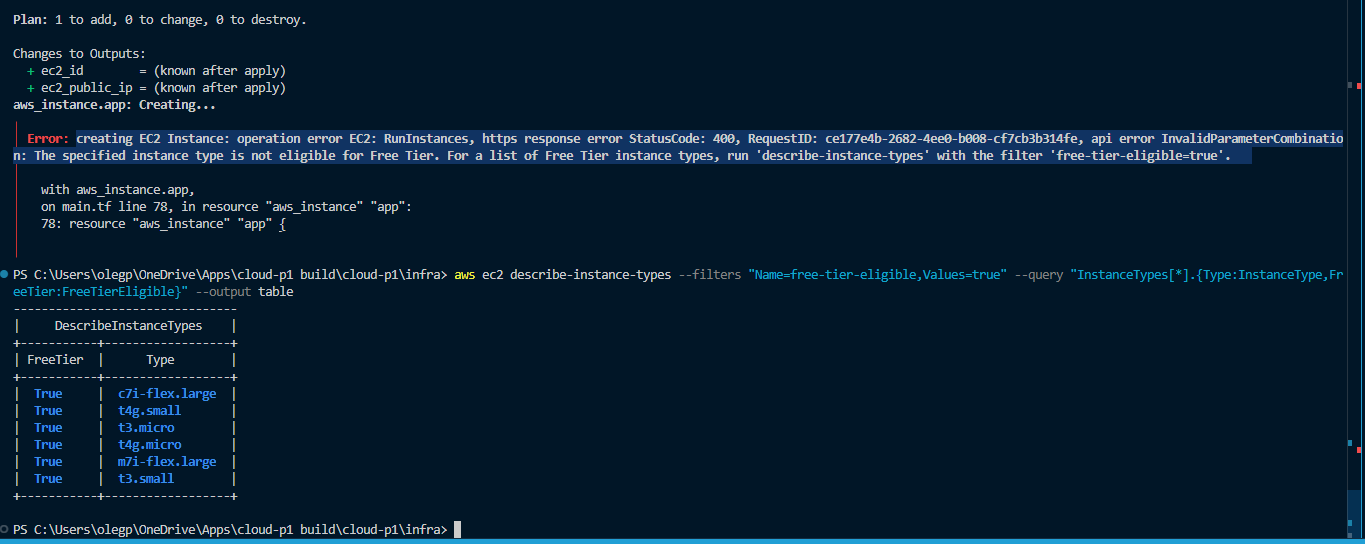 Plan: 1 to add, 0 to change, 0 to destroy.
Changes to Outputs:
+ ec2_id        = (known after apply)
+ ec2_public_ip = (known after apply)
aws_instance.app: Creating...
Error: creating EC2 Instance: operation error EC2: RunInstances, https response error StatusCode: 400, RequestID: ce177e4b-2682-4ee0-b008-cf7cb3b314fe, api error InvalidParameterCombinatio
n: The specified instance type is not eligible for Free Tier. For a list of Free Tier instance types, run 'describe-instance-types' with the filter 'free-tier-eligible=true'.
with aws_instance.app,
on main.tf line 78, in resource "aws_instance" "app":
78: resource "aws_instance" "app" {
PS C:\Users\olegp\OneDrive\Apps\cloud-p1 build\cloud-p1\infra> aws ec2 describe-instance-types --filters "Name=free-tier-eligible,Values=true" --query "InstanceTypes[*].{Type:InstanceType,Fr
eeTier:FreeTierEligible}" --output table
---------------------------------
|     DescribeInstanceTypes     |
+-----------+-------------------+
| FreeTier  |      Type         |
+-----------+-------------------+
|  True     |  c7i-flex.large   |
|  True     |  t4g.small        |
|  True     |  t3.micro         |
|  True     |  t4g.micro        |
|  True     |  m7i-flex.large   |
|  True     |  t3.small         |
+-----------+-------------------+
PS C:\Users\olegp\OneDrive\Apps\cloud-p1 build\cloud-p1\infra>